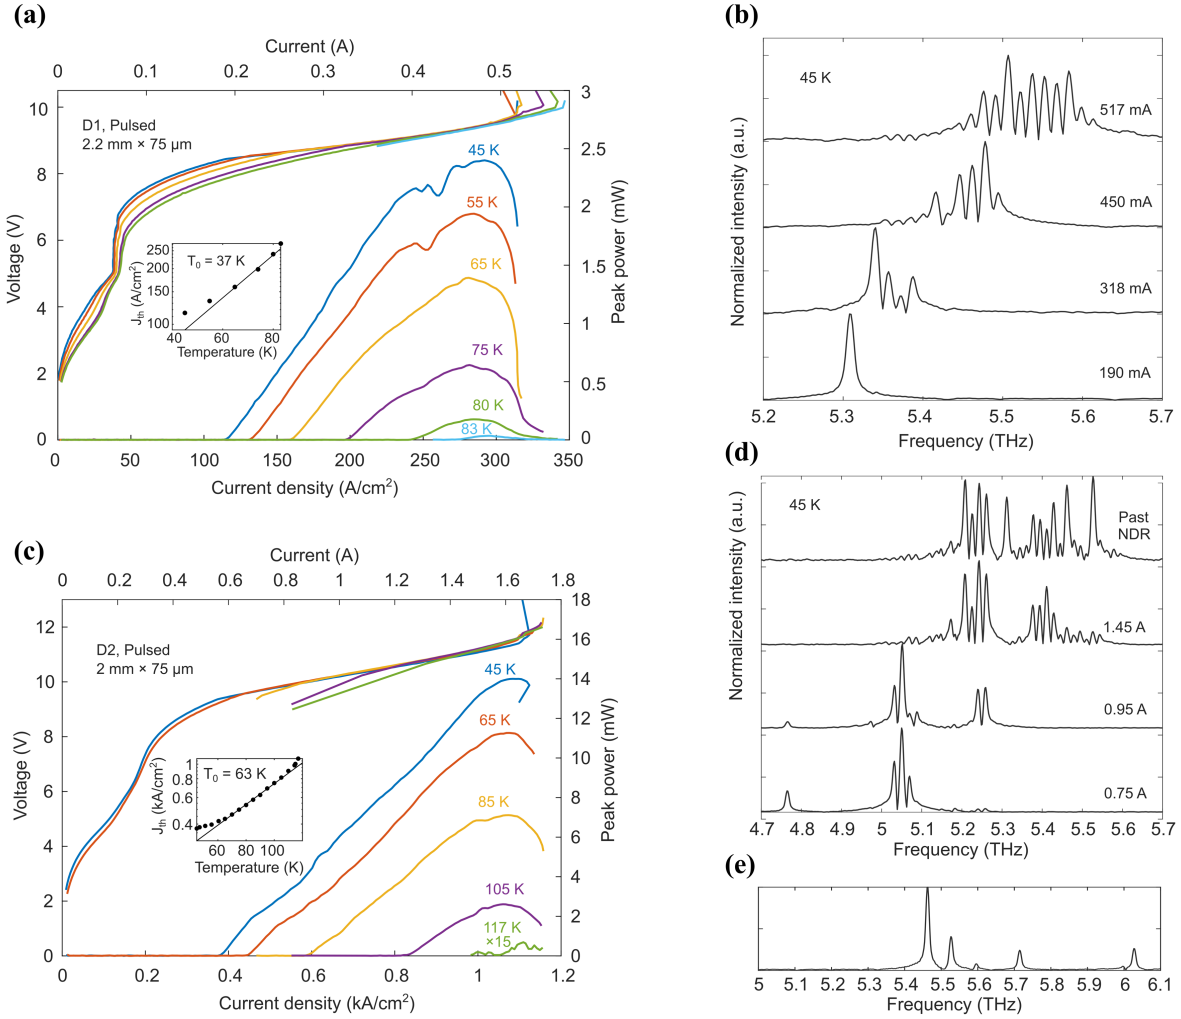 (a)
Current (A)
0 0.1 0.2 0.3 0.4 0.5
D1, Pulsed
2.2 mm × 75 µm
45 K
55 K
65 K
75 K
80 K
83 K
Voltage (V)
10
8
6
4
2
0
3
2.5
2
1.5
1
0.5
0
Peak power (mW)
T0 = 37 K
Jth (A/cm2)
250
200
150
100
40 60 80
Temperature (K)
0 50 100 150 200 250 300 350
Current density (A/cm2)
(b)
45 K
517 mA
450 mA
318 mA
190 mA
Normalized intensity (a.u.)
5.2 5.3 5.4 5.5 5.6 5.7
Frequency (THz)
(c)
Current (A)
0 0.2 0.4 0.6 0.8 1 1.2 1.4 1.6 1.8
D2, Pulsed
2 mm × 75 µm
45 K
65 K
85 K
105 K
117 K
×15
Voltage (V)
12
10
8
6
4
2
0
18
16
14
12
10
8
6
4
2
0
Peak power (mW)
T0 = 63 K
Jth (kA/cm2)
1
0.8
0.6
0.4
60 80 100
Temperature (K)
0 0.2 0.4 0.6 0.8 1 1.2
Current density (kA/cm2)
(d)
45 K
Past
NDR
1.45 A
0.95 A
0.75 A
Normalized intensity (a.u.)
4.7 4.8 4.9 5 5.1 5.2 5.3 5.4 5.5 5.6 5.7
Frequency (THz)
(e)
5 5.1 5.2 5.3 5.4 5.5 5.6 5.7 5.8 5.9 6 6.1
Frequency (THz)